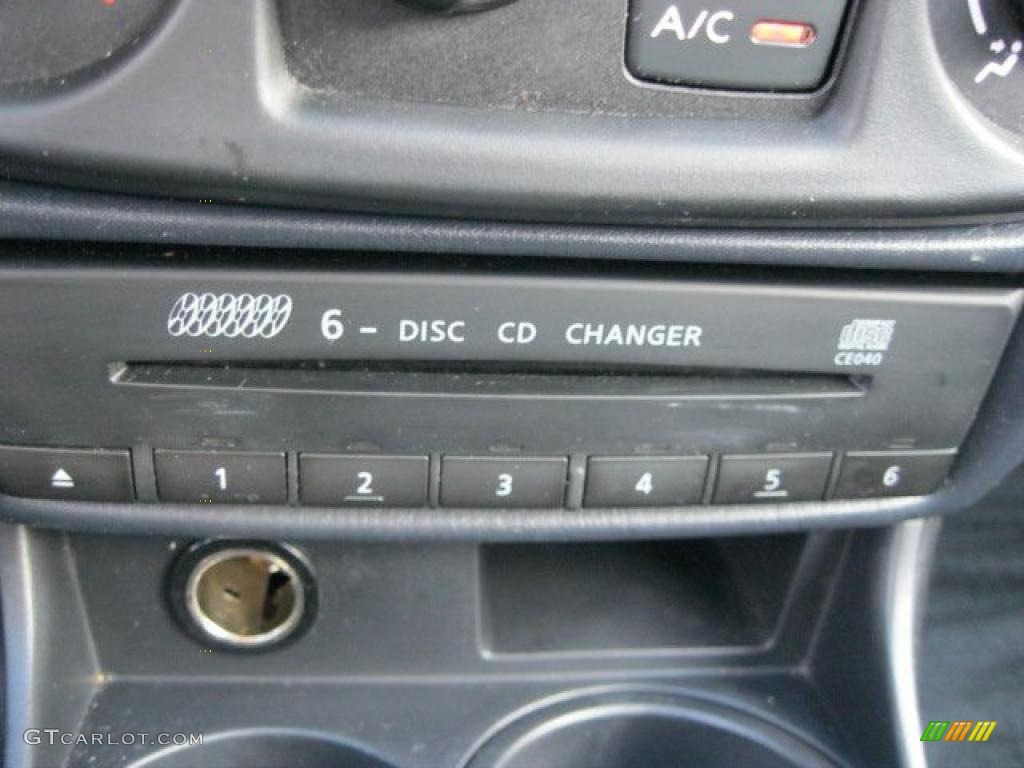 A/C
6 - DISC CD CHANGER
CE040
1 2 3 4 5 6
GTCARLOT.COM